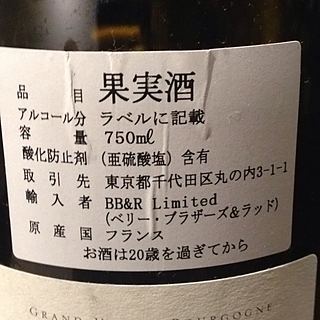 品目 果実酒
アルコール分 ラベルに記載
容量 750mℓ
酸化防止剤 (亜硫酸塩) 含有
取引先 東京都千代田区丸の内3-1-1
輸入者 BB&R Limited
(ベリー・ブラザーズ&ラッド)
原産国 フランス
お酒は20歳を過ぎてから
GRAND BOURGOGNE